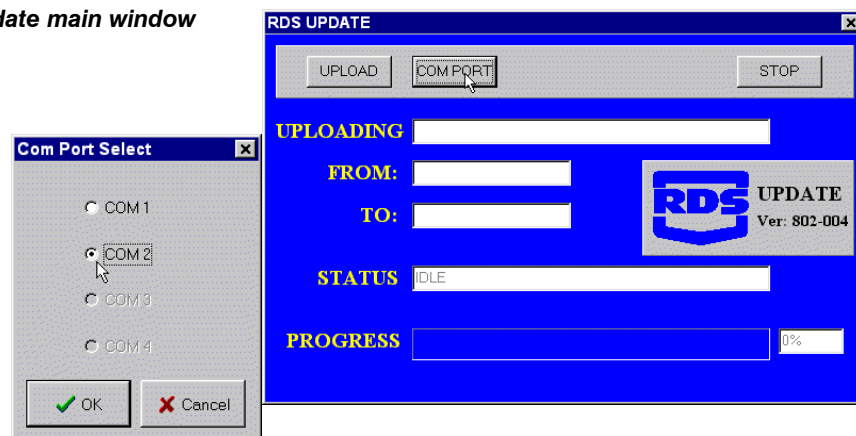 date main window
RDS UPDATE
UPLOAD
COM PORT
STOP
UPLOADING
FROM:
TO:
RDS
UPDATE
Ver: 802-004
STATUS
IDLE
PROGRESS
0%
Com Port Select
COM 1
COM 2
COM 3
COM 4
OK
Cancel